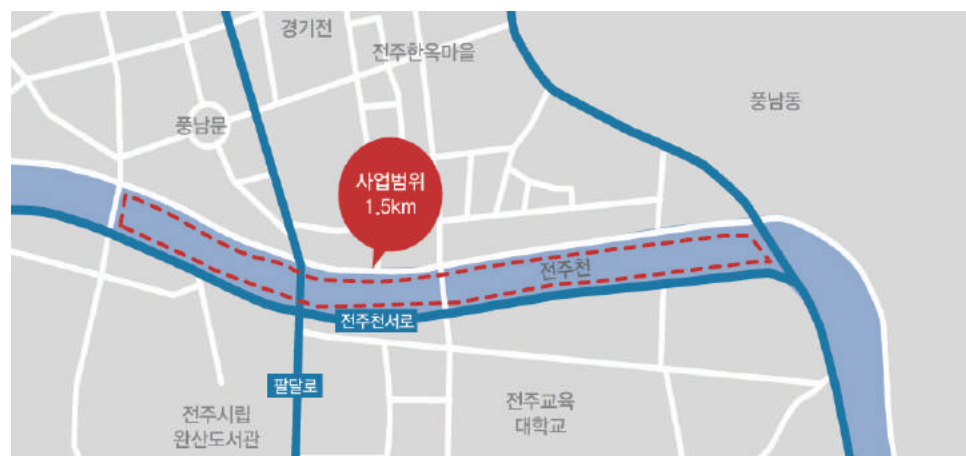 경기전
전주한옥마을
풍남동
풍남문
사업범위
1.5km
전주천
전주천서로
팔달로
전주시립
완산도서관
전주교육
대학교